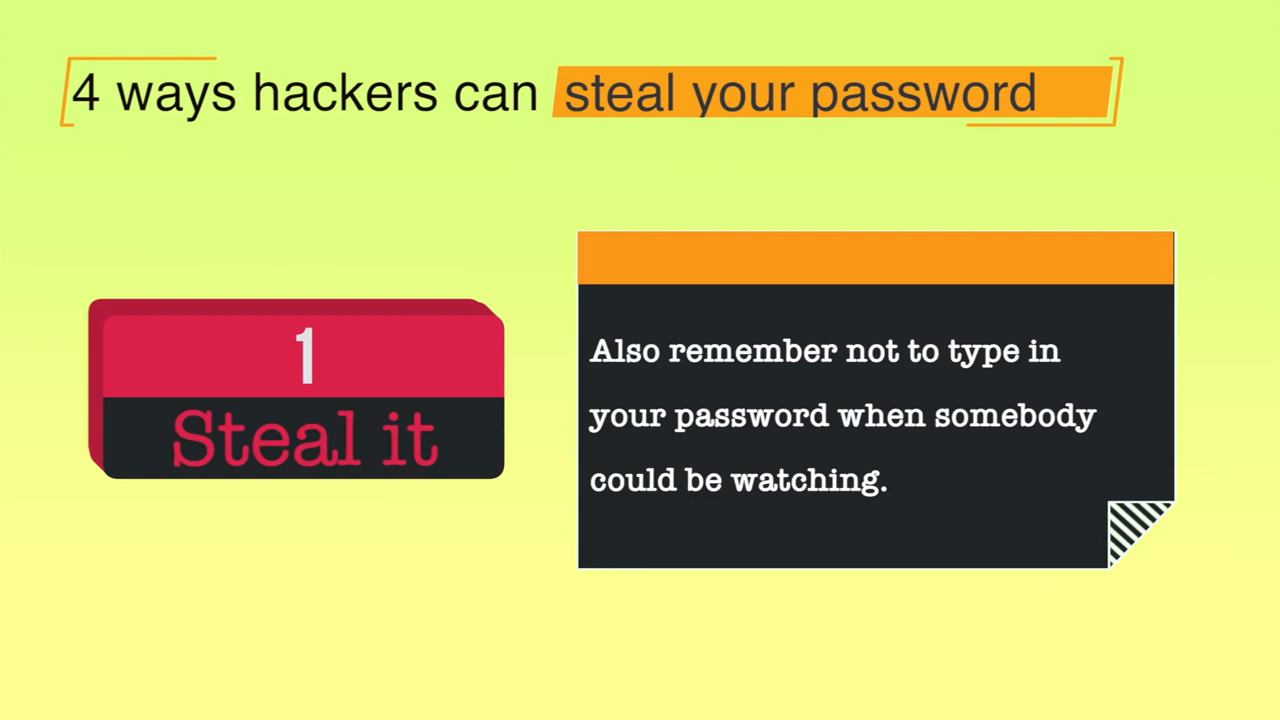 4 ways hackers can steal your password
1
Steal it
Also remember not to type in
your password when somebody
could be watching.